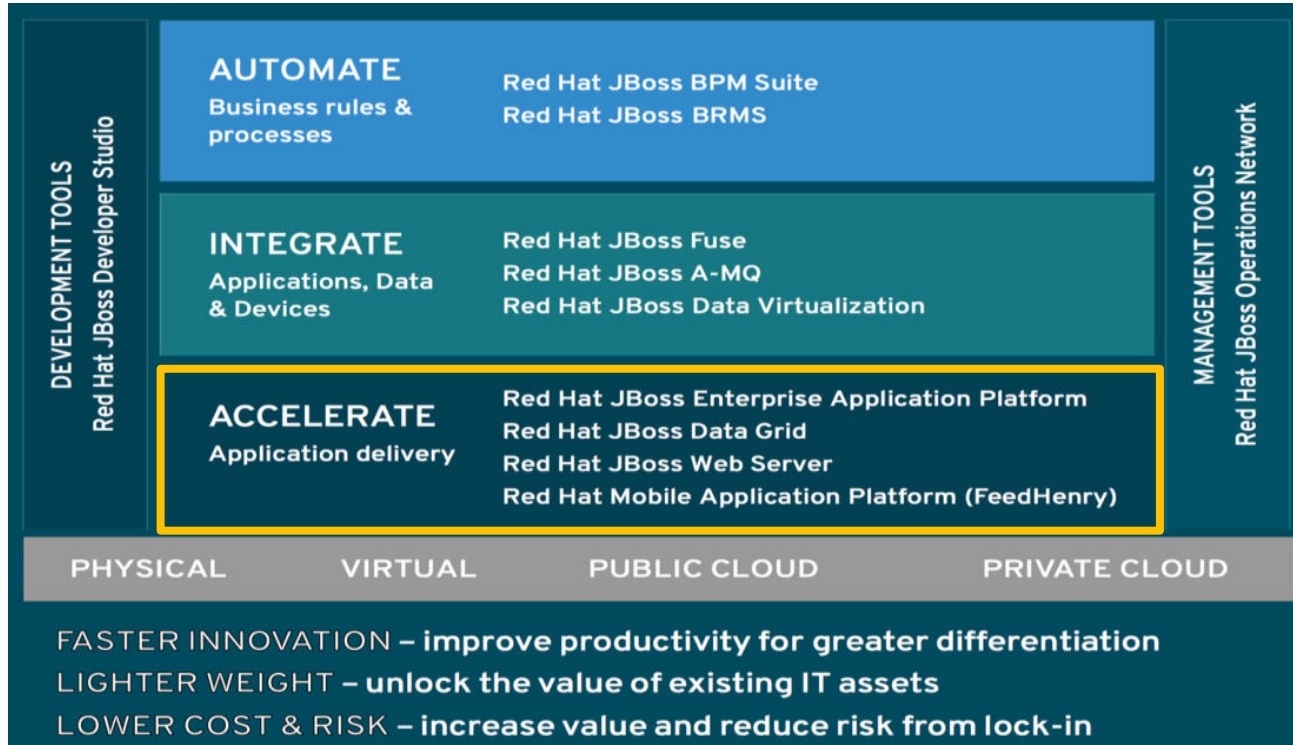 DEVELOPMENT TOOLS
Red Hat JBoss Developer Studio
AUTOMATE
Business rules &
processes
Red Hat JBoss BPM Suite
Red Hat JBoss BRMS
INTEGRATE
Applications, Data
& Devices
Red Hat JBoss Fuse
Red Hat JBoss A-MQ
Red Hat JBoss Data Virtualization
ACCELERATE
Application delivery
Red Hat JBoss Enterprise Application Platform
Red Hat JBoss Data Grid
Red Hat JBoss Web Server
Red Hat Mobile Application Platform (FeedHenry)
MANAGEMENT TOOLS
Red Hat JBoss Operations Network
PHYSICAL VIRTUAL PUBLIC CLOUD PRIVATE CLOUD
FASTER INNOVATION – improve productivity for greater differentiation
LIGHTER WEIGHT – unlock the value of existing IT assets
LOWER COST & RISK – increase value and reduce risk from lock-in